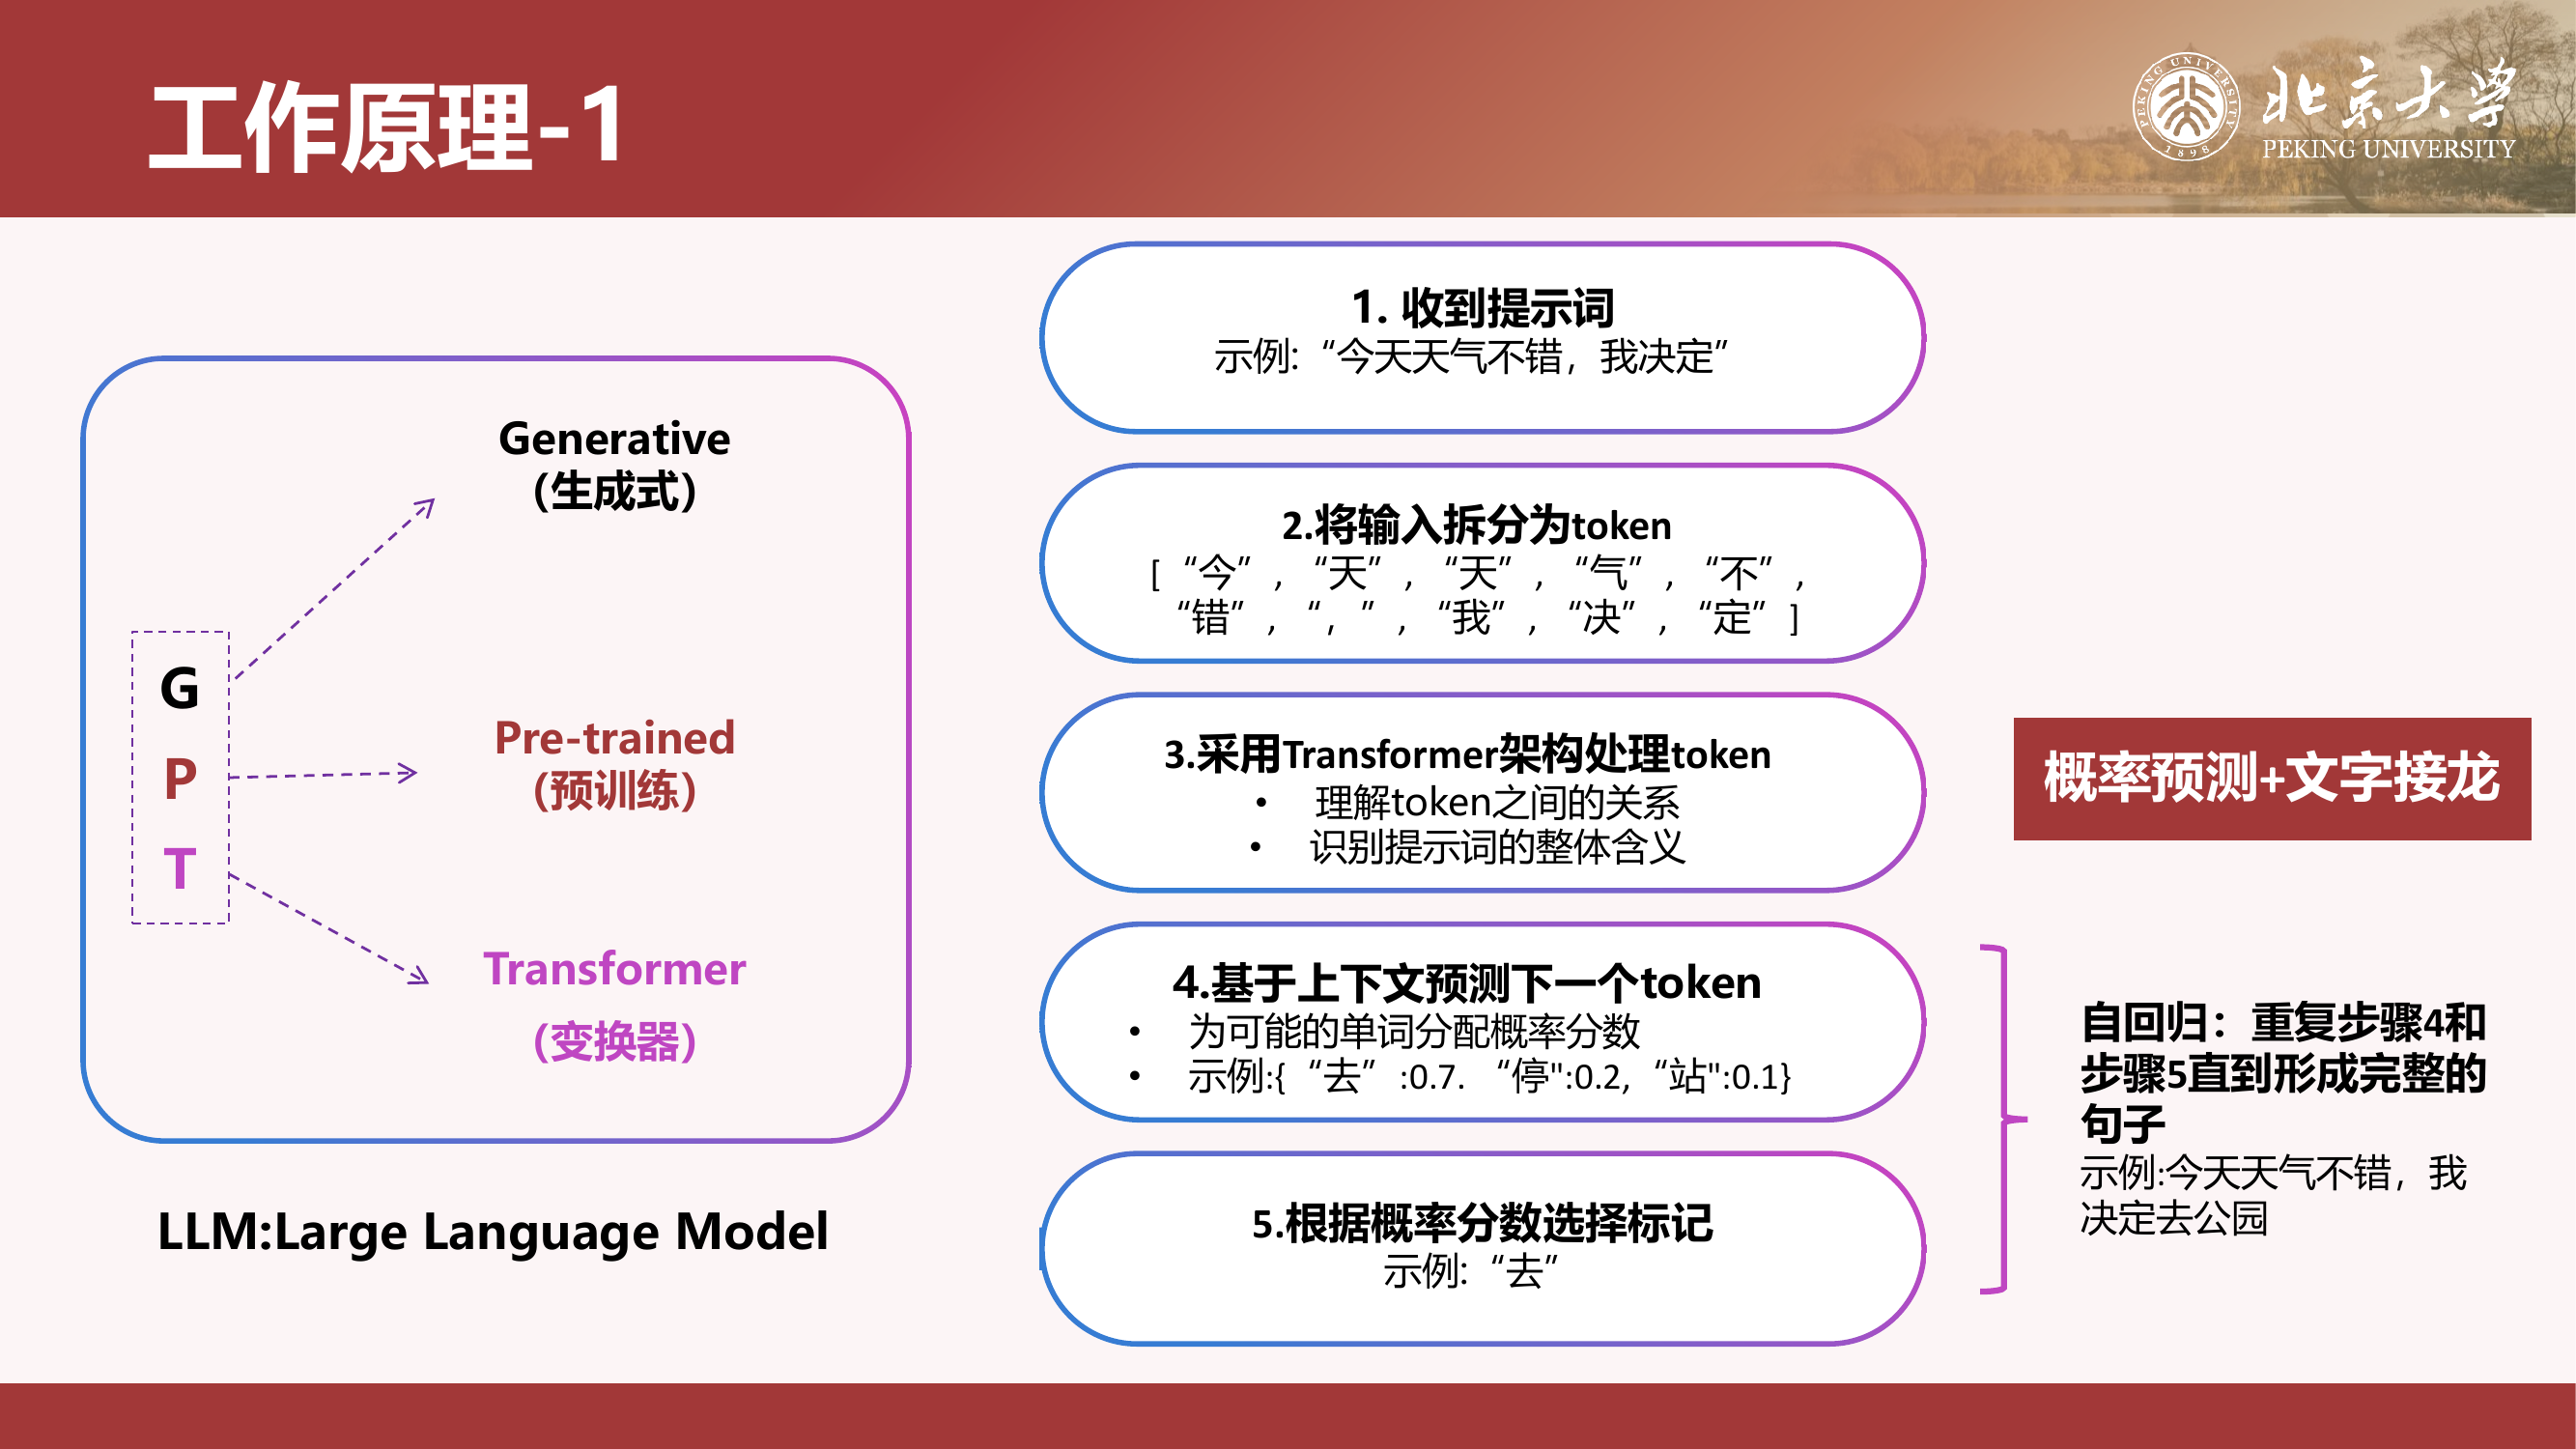 工作原理-1
PEKING UNIVERSITY
1898
北京大学
PEKING UNIVERSITY
Generative
（生成式）
G
P
T
Pre-trained
（预训练）
Transformer
（变换器）
LLM:Large Language Model
1. 收到提示词
示例:“今天天气不错，我决定”
2.将输入拆分为token
[“今”,“天”,“天”,“气”,“不”,
“错”,“，”,“我”,“决”,“定”]
3.采用Transformer架构处理token
• 理解token之间的关系
• 识别提示词的整体含义
4.基于上下文预测下一个token
• 为可能的单词分配概率分数
• 示例:{“去”:0.7.“停":0.2,“站":0.1}
5.根据概率分数选择标记
示例:“去”
概率预测+文字接龙
自回归：重复步骤4和
步骤5直到形成完整的
句子
示例:今天天气不错，我
决定去公园